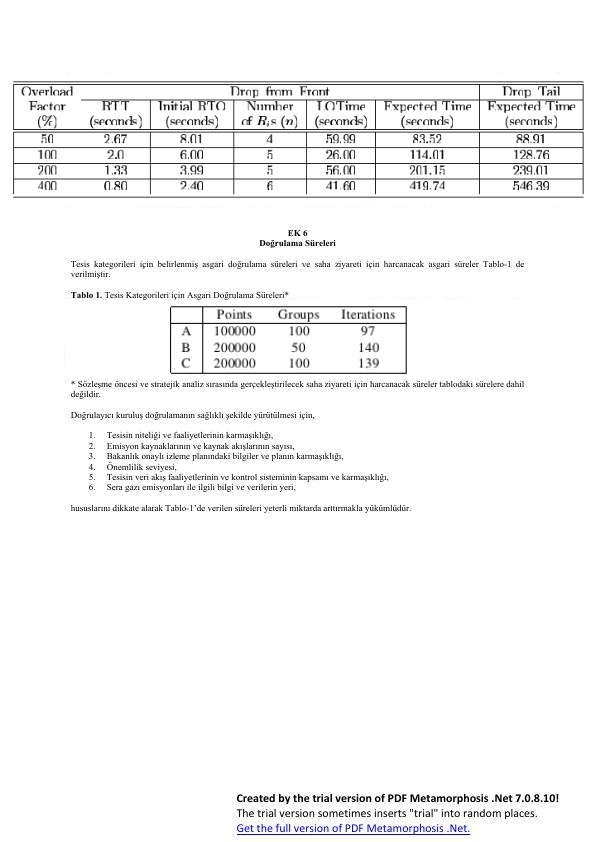 Overload Drop from Front Drop Tail
Factor RTT Initial RTO Number LOTime Expected Time Expected Time
(%) (seconds) (seconds) of Rᵢs (n) (seconds) (seconds) (seconds)
50 2.67 8.01 4 59.99 83.52 88.91
100 2.0 6.00 5 26.00 114.01 128.76
200 1.33 3.99 5 56.00 201.15 239.01
400 0.80 2.40 6 41.60 419.74 546.39
EK 6
Doğrulama Süreleri
Tesis kategorileri için belirlenmiş asgari doğrulama süreleri ve saha ziyareti için harcanacak asgari süreler Tablo-1 de
verilmiştir.
Tablo 1. Tesis Kategorileri için Asgari Doğrulama Süreleri*
Points Groups Iterations
A 100000 100 97
B 200000 50 140
C 200000 100 139
* Sözleşme öncesi ve stratejik analiz sırasında gerçekleştirilecek saha ziyareti için harcanacak süreler tablodaki sürelere dahil
değildir.
Doğrulayıcı kuruluş doğrulamanın sağlıklı şekilde yürütülmesi için,
1. Tesisin niteliği ve faaliyetlerinin karmaşıklığı,
2. Emisyon kaynaklarının ve kaynak akışlarının sayısı,
3. Bakanlık onaylı izleme planındaki bilgiler ve planın karmaşıklığı,
4. Önemlilik seviyesi,
5. Tesisin veri akış faaliyetlerinin ve kontrol sisteminin kapsamı ve karmaşıklığı,
6. Sera gazi emisyonları ile ilgili bilgi ve verilerin yeri,
hususlarını dikkate alarak Tablo-1'de verilen süreleri yeterli miktarda arttırmakla yükümlüdür.
Created by the trial version of PDF Metamorphosis .Net 7.0.8.10!
The trial version sometimes inserts "trial" into random places.
Get the full version of PDF Metamorphosis .Net.